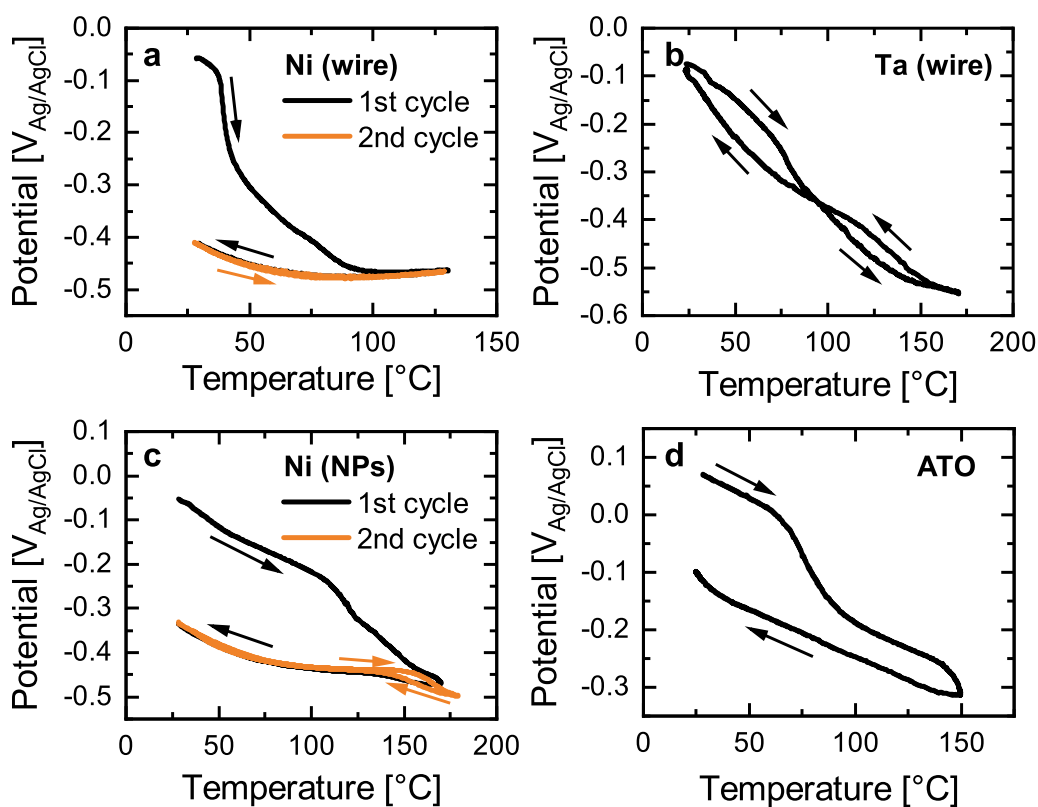 a
Ni (wire)
1st cycle
2nd cycle
0.0
-0.1
-0.2
-0.3
-0.4
-0.5
Potential [V_Ag/AgCl]
0
50
100
150
Temperature [°C]
b
Ta (wire)
0.0
-0.1
-0.2
-0.3
-0.4
-0.5
-0.6
Potential [V_Ag/AgCl]
50
100
150
200
Temperature [°C]
c
Ni (NPs)
1st cycle
2nd cycle
0.1
0.0
-0.1
-0.2
-0.3
-0.4
-0.5
Potential [V_Ag/AgCl]
0
50
100
150
200
Temperature [°C]
d
ATO
0.1
0.0
-0.1
-0.2
-0.3
Potential [V_Ag/AgCl]
0
50
100
150
Temperature [°C]